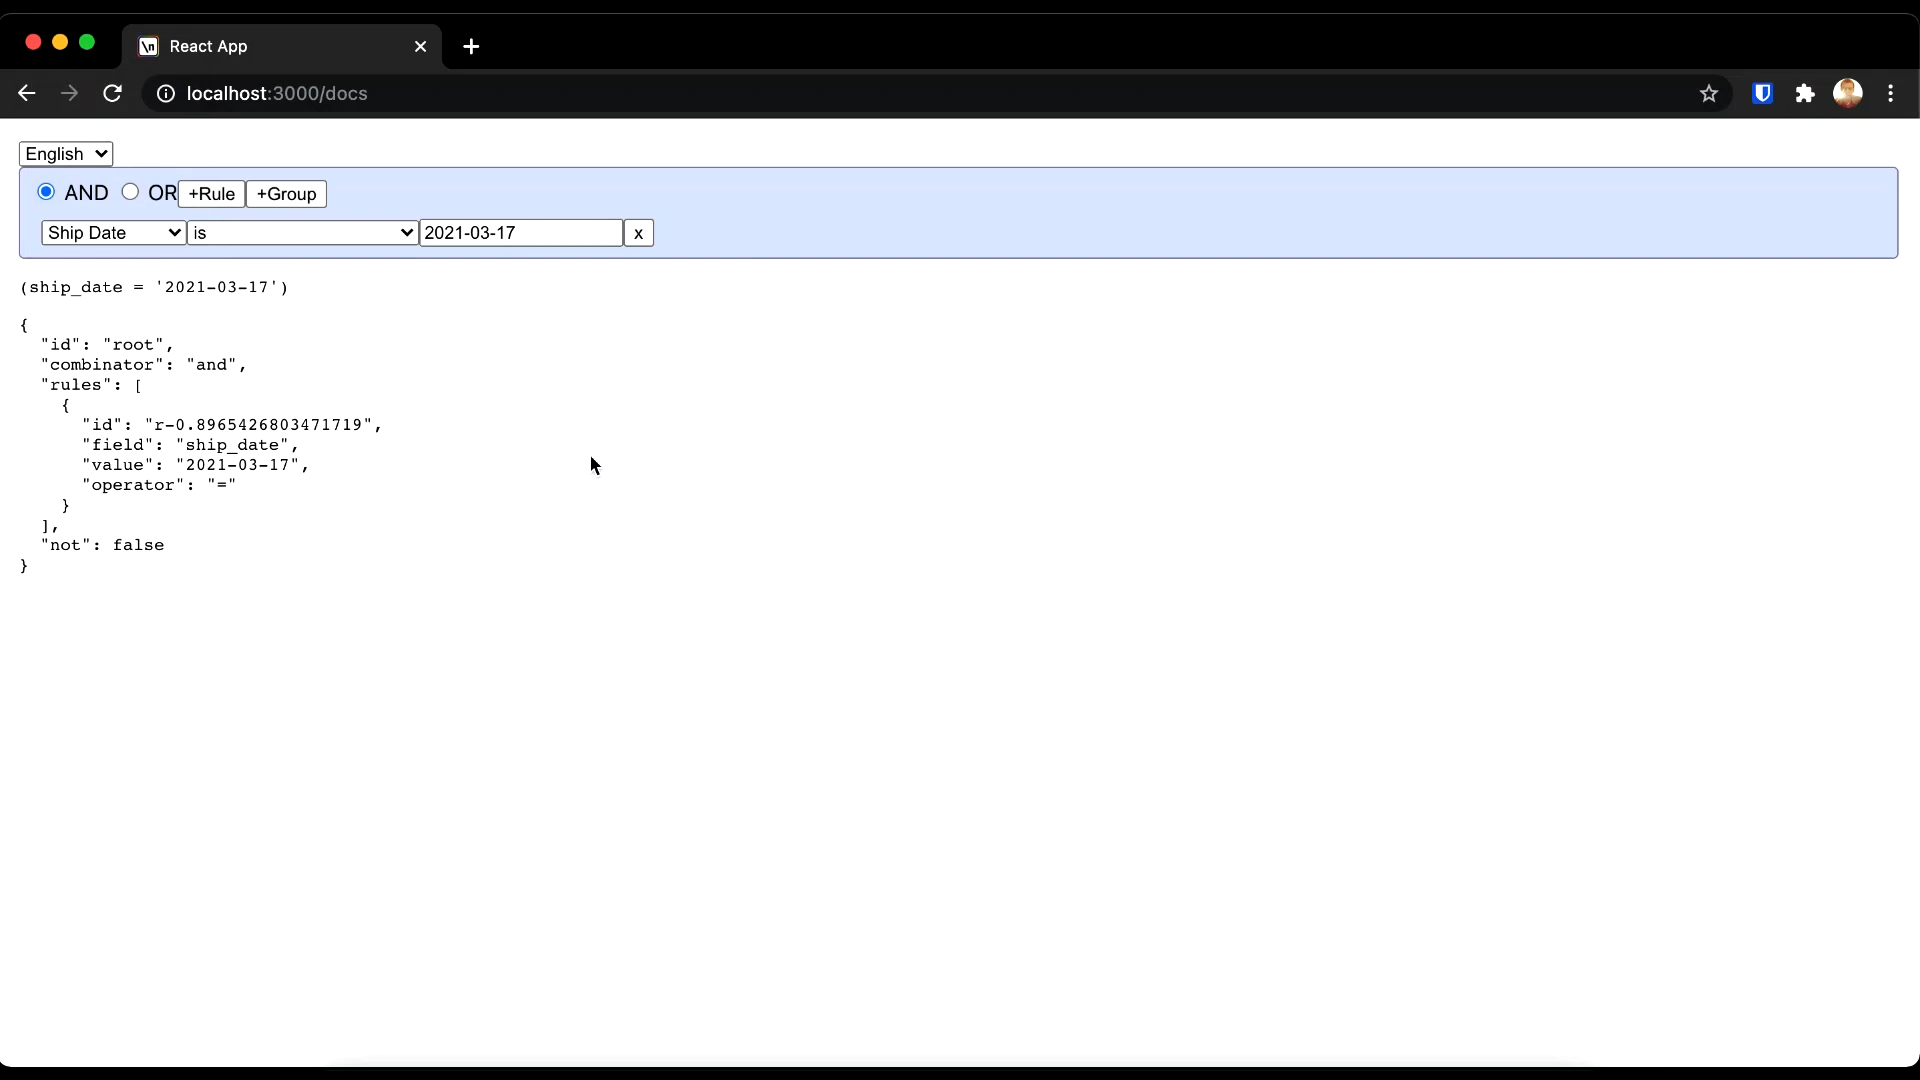 \n React App
localhost:3000/docs
English
AND OR +Rule +Group
Ship Date is 2021-03-17 x
(ship_date = '2021-03-17')
{
  "id": "root",
  "combinator": "and",
  "rules": [
    {
      "id": "r-0.8965426803471719",
      "field": "ship_date",
      "value": "2021-03-17",
      "operator": "="
    }
  ],
  "not": false
}